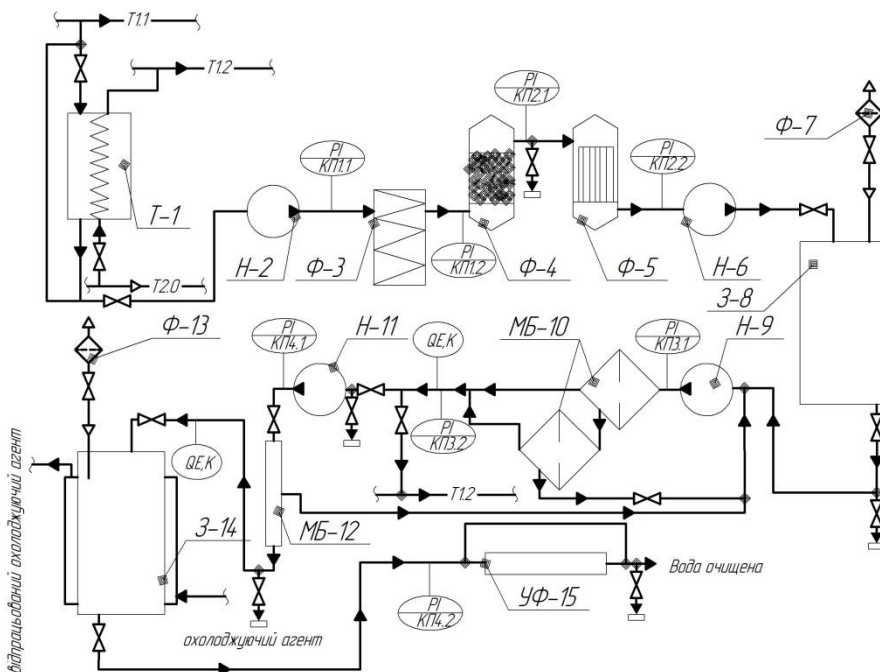 Т1.1
Т1.2
Т-1
Т2.0
PI
КП1.1
Н-2
Ф-3
PI
КП1.2
Ф-4
PI
КП2.1
Ф-5
PI
КП2.2
Н-6
Ф-7
З-8
Ф-13
PI
КП4.1
Н-11
QE,K
PI
КП3.2
МБ-10
PI
КП3.1
Н-9
Т1.2
QE,K
МБ-12
З-14
відпрацьований охолоджуючий агент
охолоджуючий агент
PI
КП4.2
УФ-15
Вода очищена